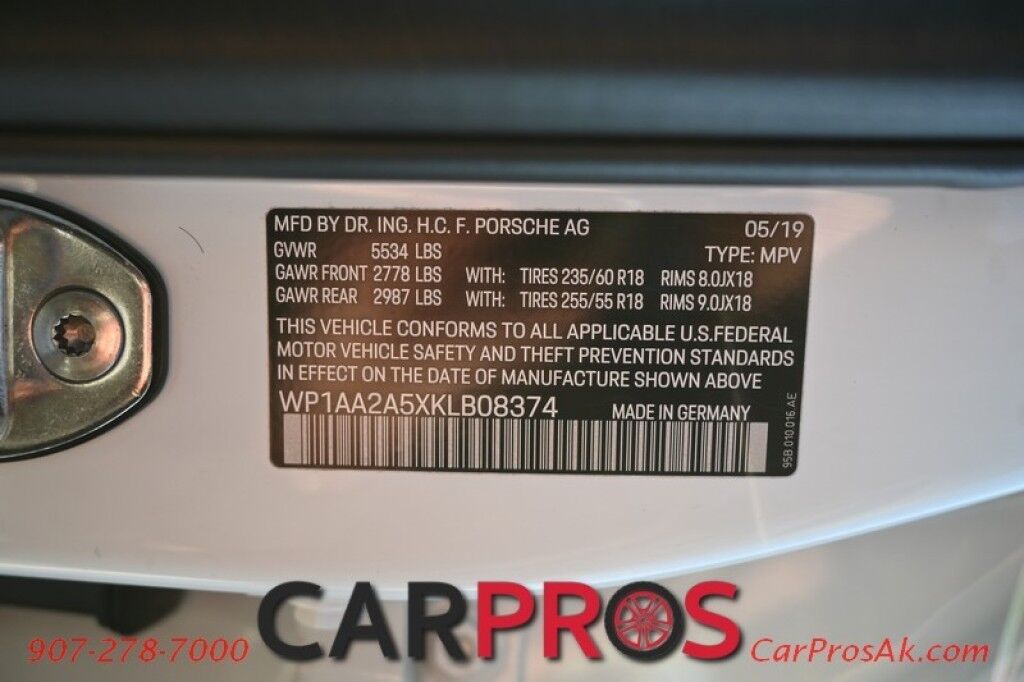 MFD BY DR. ING. H.C. F. PORSCHE AG 05/19
GVWR 5534 LBS TYPE: MPV
GAWR FRONT 2778 LBS WITH: TIRES 235/60 R18 RIMS 8.0JX18
GAWR REAR 2987 LBS WITH: TIRES 255/55 R18 RIMS 9.0JX18
THIS VEHICLE CONFORMS TO ALL APPLICABLE U.S.FEDERAL
MOTOR VEHICLE SAFETY AND THEFT PREVENTION STANDARDS
IN EFFECT ON THE DATE OF MANUFACTURE SHOWN ABOVE
WP1AA2A5XKLB08374 MADE IN GERMANY
95B.010.016.AE
CARPROS
907-278-7000
CarProsAk.com